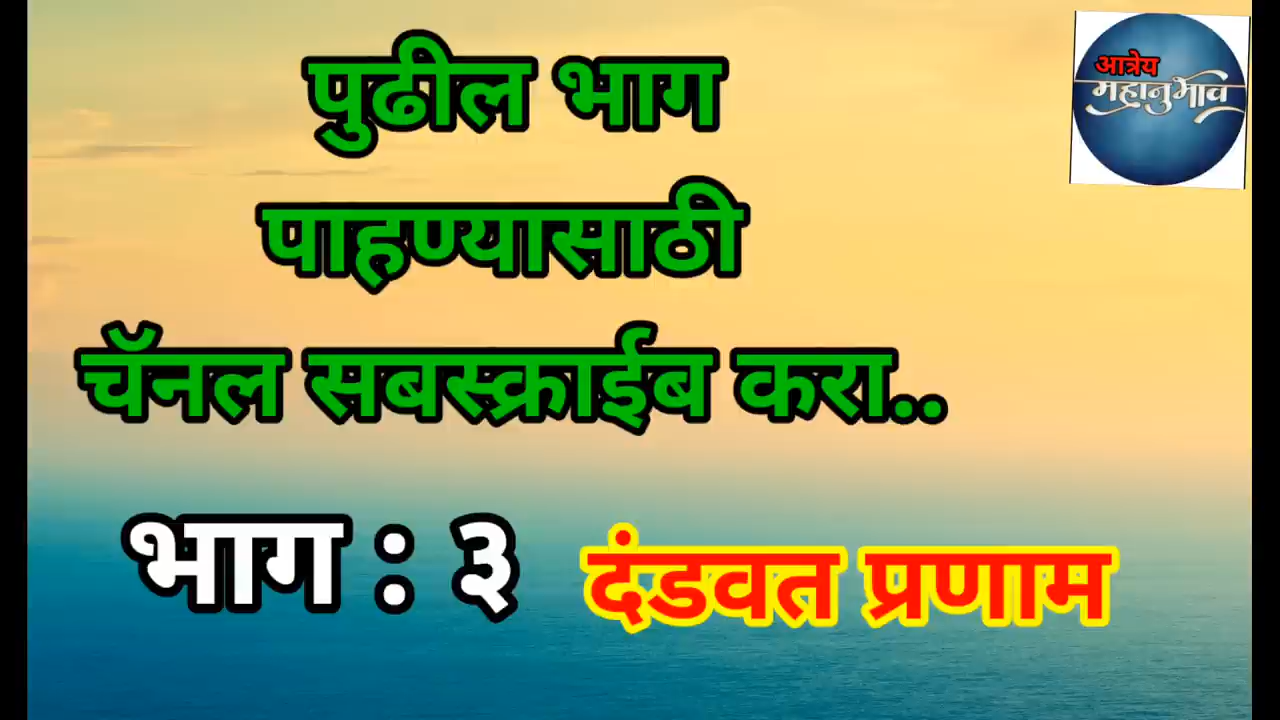 आत्रेय
महानुभाव
पुढील भाग
पाहण्यासाठी
चॅनल सबस्क्राईब करा..
भाग : ३
दंडवत प्रणाम